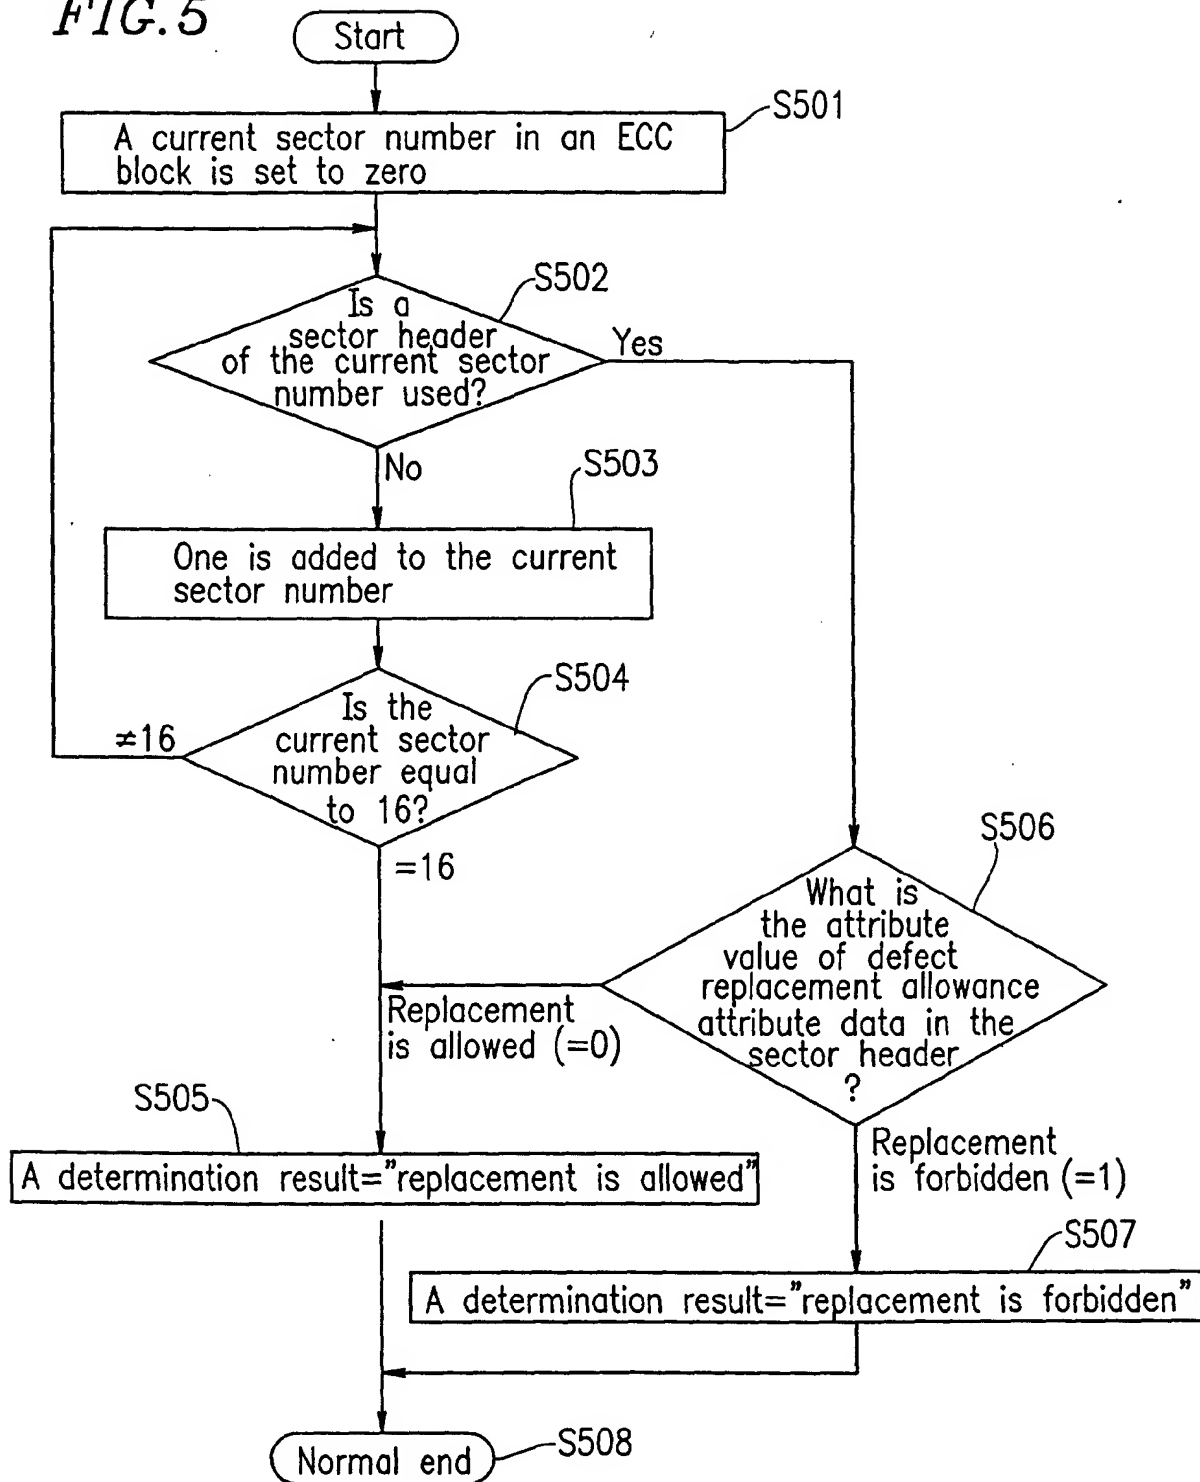 FIG. 5
Start
S501
A current sector number in an ECC
block is set to zero
S502
Is a
sector header
of the current sector
number used?
Yes
No
S503
One is added to the current
sector number
S504
Is the
current sector
number equal
to 16?
≠16
=16
S506
What is
the attribute
value of defect
replacement allowance
attribute data in the
sector header
?
Replacement
is allowed (=0)
S505
A determination result="replacement is allowed"
Replacement
is forbidden (=1)
S507
A determination result="replacement is forbidden"
Normal end
S508